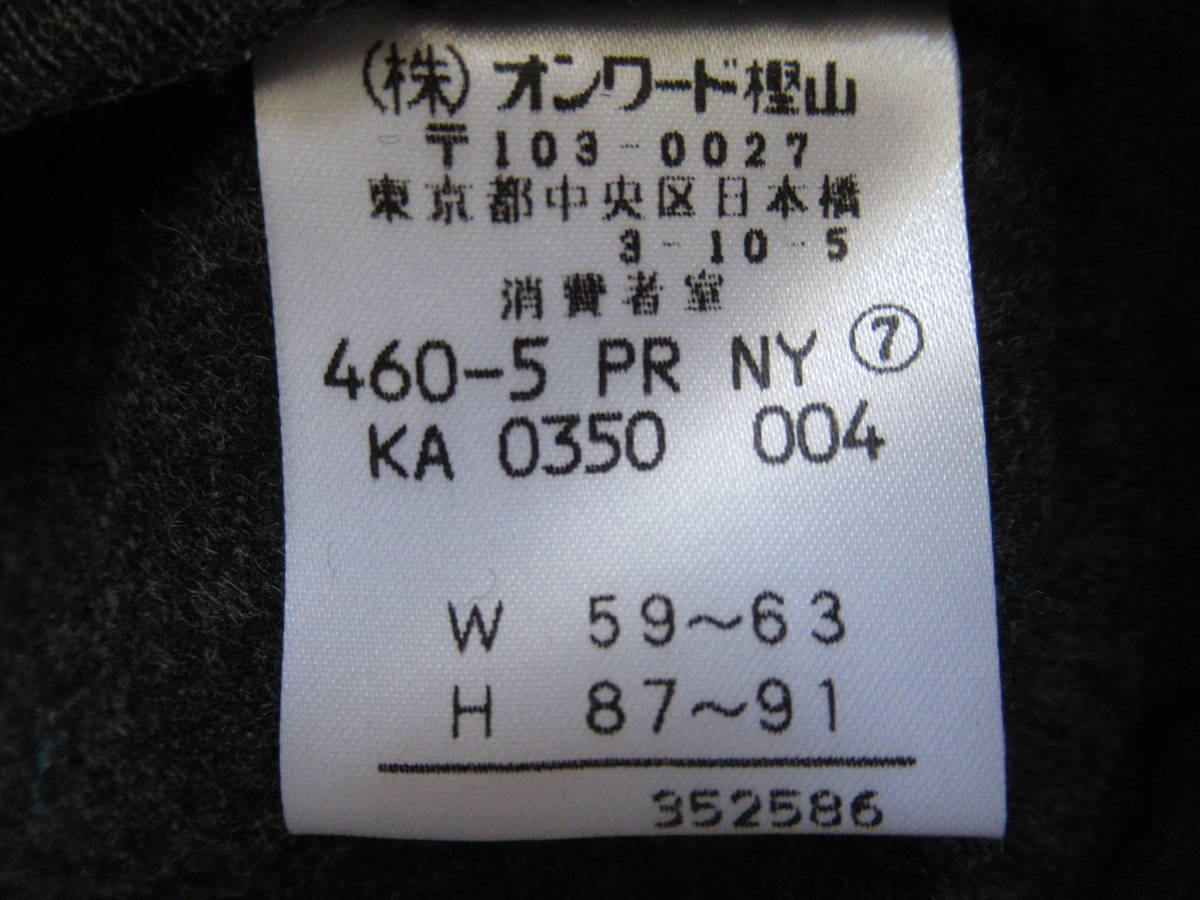 (株) オンワード樫山
〒103-0027
東京都中央区日本橋
3-10-5
消費者室
460-5 PR NY ⑦
KA 0350 004
W 59~63
H 87~91
352586